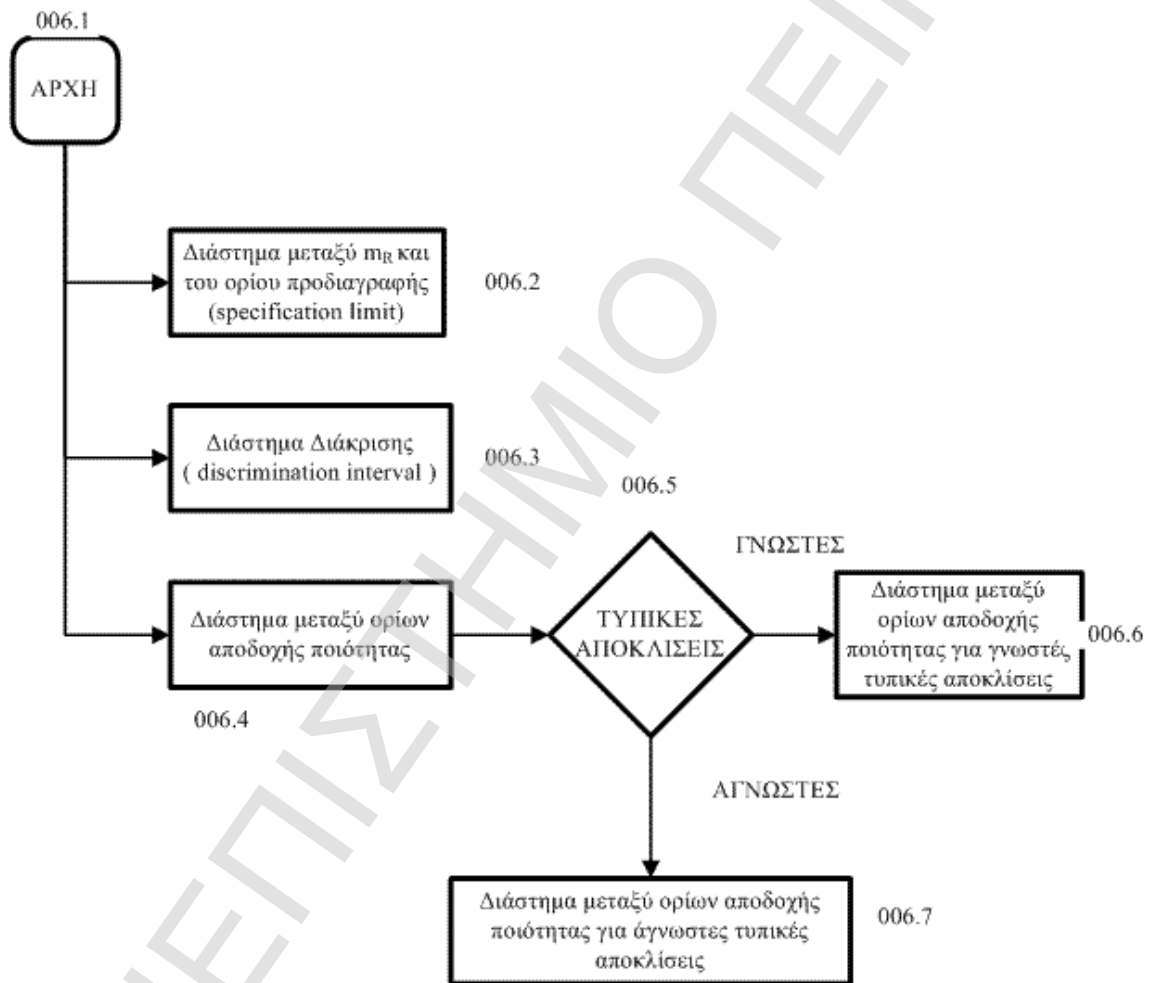 006.1
ΑΡΧΗ
Διάστημα μεταξύ mR και
του ορίου προδιαγραφής
(specification limit)
006.2
Διάστημα Διάκρισης
( discrimination interval )
006.3
006.5
ΓΝΩΣΤΕΣ
Διάστημα μεταξύ ορίων
αποδοχής ποιότητας
006.4
ΤΥΠΙΚΕΣ
ΑΠΟΚΛΙΣΕΙΣ
Διάστημα μεταξύ
ορίων αποδοχής
ποιότητας για γνωστές
τυπικές αποκλίσεις
006.6
ΑΓΝΩΣΤΕΣ
Διάστημα μεταξύ ορίων αποδοχής
ποιότητας για άγνωστες τυπικές
αποκλίσεις
006.7